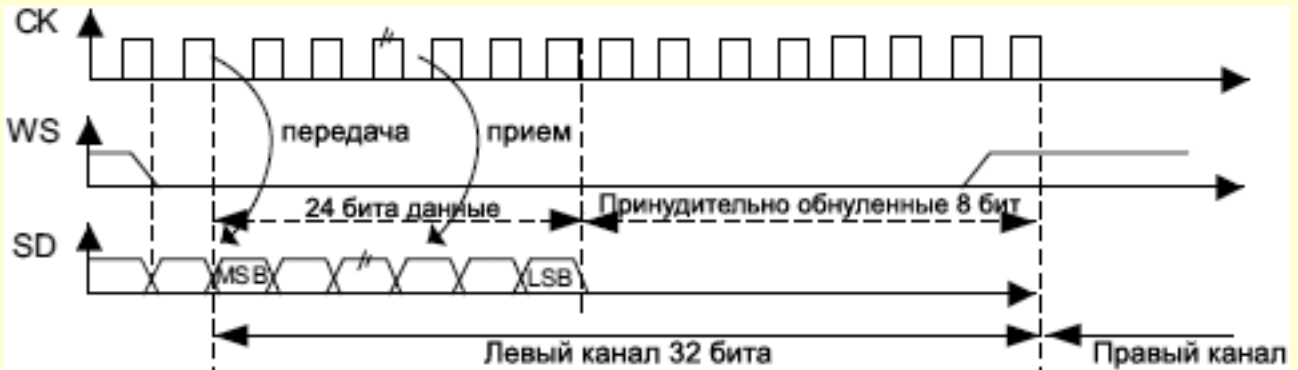 CK
WS
передача
прием
24 бита данные
Принудительно обнуленные 8 бит
SD
MSB
LSB
Левый канал 32 бита
Правый канал